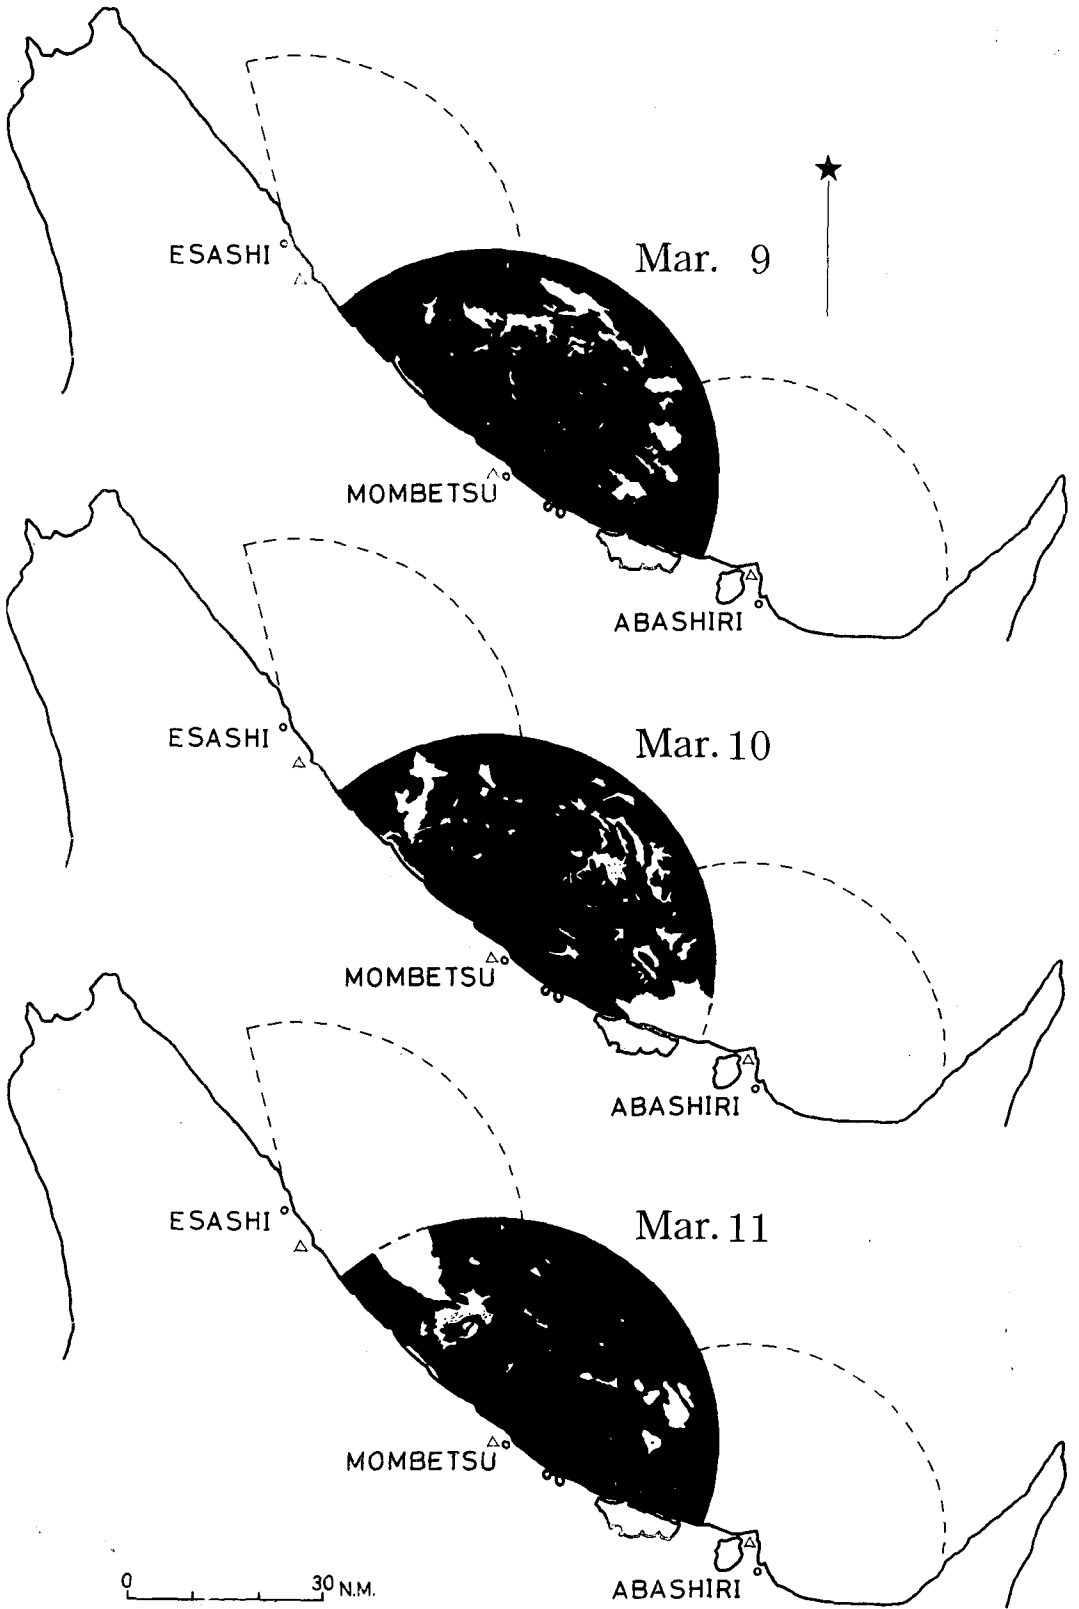 ESASHI
Mar. 9
MOMBETSU
ABASHIRI
ESASHI
Mar. 10
MOMBETSU
ABASHIRI
ESASHI
Mar. 11
MOMBETSU
ABASHIRI
0 30 N.M.